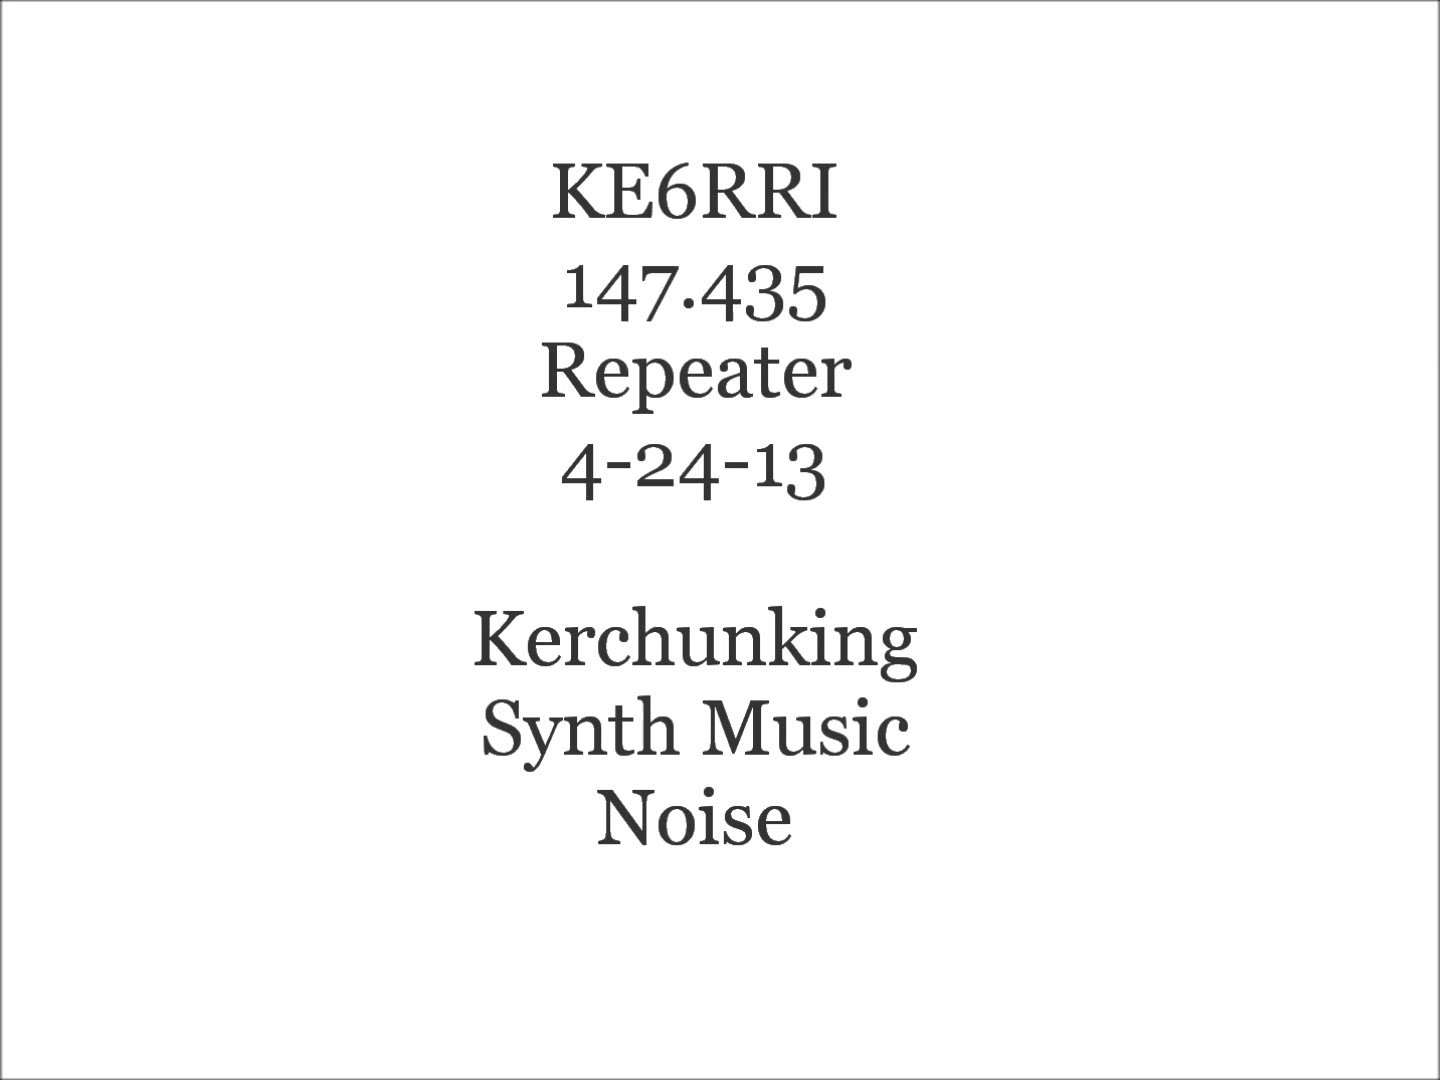 KE6RRI
147.435
Repeater
4-24-13
Kerchunking
Synth Music
Noise